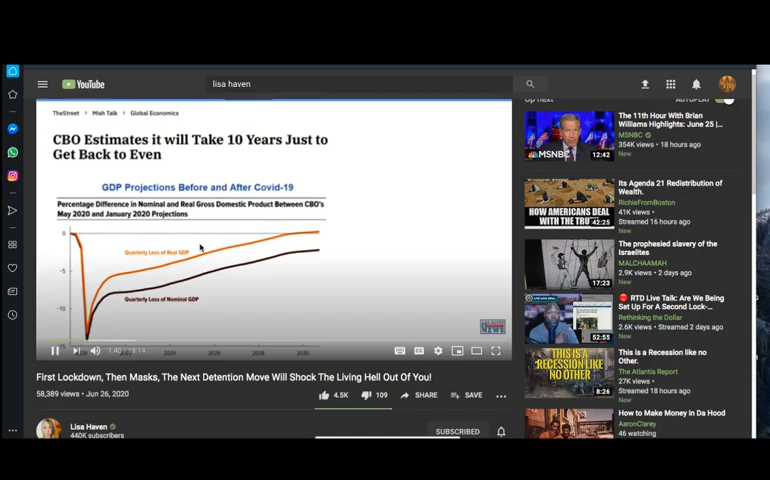 YouTube
lisa haven
TheStreet > Mish Talk > Global Economics
CBO Estimates it will Take 10 Years Just to
Get Back to Even
GDP Projections Before and After Covid-19
Percentage Difference in Nominal and Real Gross Domestic Product Between CBO's
May 2020 and January 2020 Projections
0
Quarterly Loss of Real GDP
-5
Quarterly Loss of Nominal GDP
-10
2024 2026 2028 2030
First Lockdown, Then Masks, The Next Detention Move Will Shock The Living Hell Out Of You!
58,389 views • Jun 26, 2020
4.5K 109 SHARE SAVE
Lisa Haven
440K subscribers
SUBSCRIBED
Up next AUTOPLAY
MSNBC
12:42
The 11th Hour With Brian
Williams Highlights: June 25 |...
MSNBC
354K views • 18 hours ago
New
HOW AMERICANS DEAL
WITH THE TRU
42:25
Its Agenda 21 Redistribution of
Wealth.
RichieFromBoston
41K views •
Streamed 16 hours ago
New
17:23
The prophesied slavery of the
Israelites
MALCHAAMAH
2.9K views • 2 days ago
New
52:55
RTD Live Talk: Are We Being
Set Up For A Second Lock-...
Rethinking the Dollar
2.6K views • Streamed 2 days ago
New
THIS IS A
RECESSION LIKE
NO OTHER
8:26
This is a Recession like no
Other.
The Atlantis Report
27K views •
Streamed 18 hours ago
New
How to Make Money in Da Hood
AaronClarey
46 watching